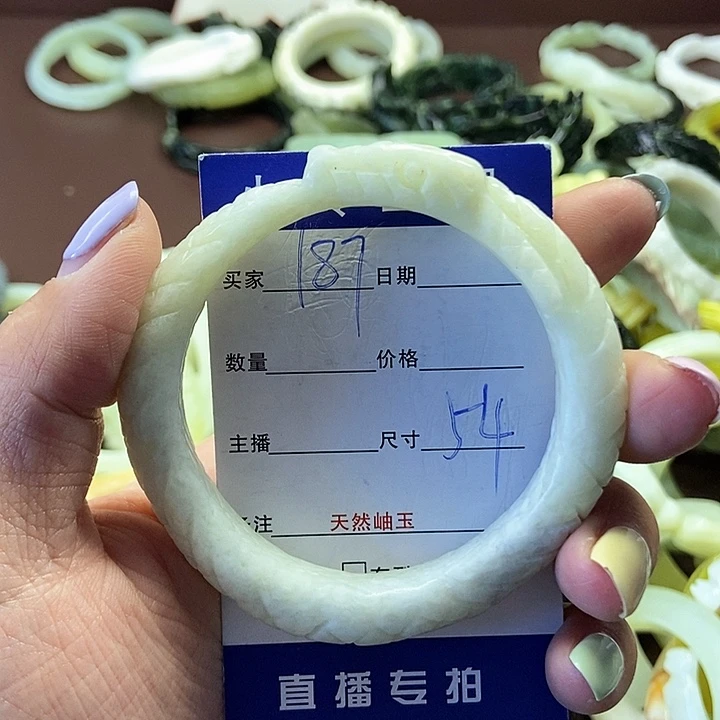 买家 187 日期
数量 价格
主播 尺寸 54
注 天然岫玉
直播专拍